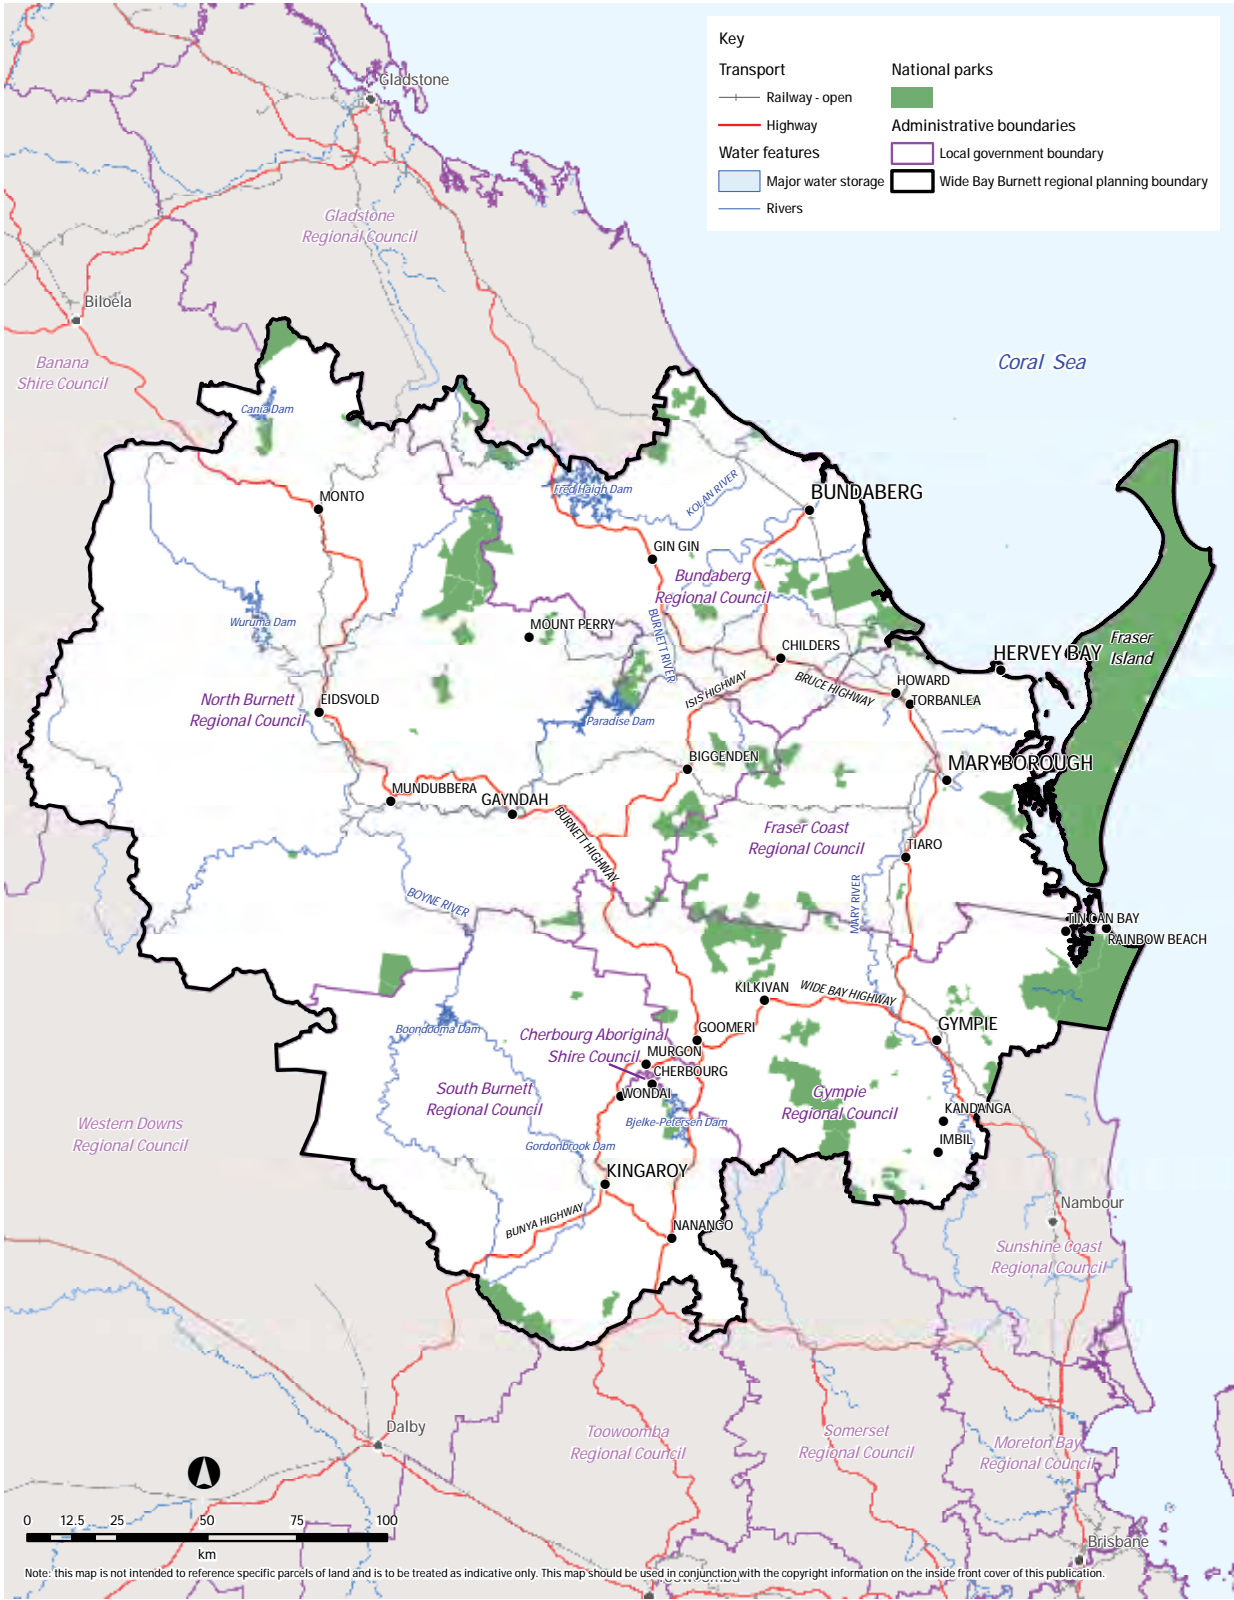 Key
Transport
Railway - open
Highway
Water features
Major water storage
Rivers
National parks
Administrative boundaries
Local government boundary
Wide Bay Burnett regional planning boundary
Gladstone
Gladstone
Regional Council
Biloela
Banana
Shire Council
Coral Sea
Cania Dam
MONTO
Fred Haigh Dam
KOLAN RIVER
BUNDABERG
GIN GIN
Bundaberg
Regional Council
Wuruma Dam
MOUNT PERRY
BURNETT RIVER
CHILDERS
Fraser
Island
HERVEY BAY
North Burnett
Regional Council
EIDSVOLD
ISIS HIGHWAY
BRUCE HIGHWAY
HOWARD
TORBANLEA
Paradise Dam
BIGGENDEN
MARYBOROUGH
MUNDUBBERA
GAYNDAH
BURNETT HIGHWAY
Fraser Coast
Regional Council
TIARO
BOYNE RIVER
MARY RIVER
TIN CAN BAY
RAINBOW BEACH
KILKIVAN
WIDE BAY HIGHWAY
Boondooma Dam
Cherbourg Aboriginal
Shire Council
GOOMERI
GYMPIE
MURGON
CHERBOURG
WONDAI
South Burnett
Regional Council
Gympie
Regional Council
Bjelke-Petersen Dam
KANDANGA
IMBIL
Western Downs
Regional Council
Gordonbrook Dam
KINGAROY
BUNYA HIGHWAY
NANANGO
Nambour
Sunshine Coast
Regional Council
Dalby
Toowoomba
Regional Council
Somerset
Regional Council
Moreton Bay
Regional Council
Brisbane
0 12.5 25 50 75 100
km
Note: this map is not intended to reference specific parcels of land and is to be treated as indicative only. This map should be used in conjunction with the copyright information on the inside front cover of this publication.